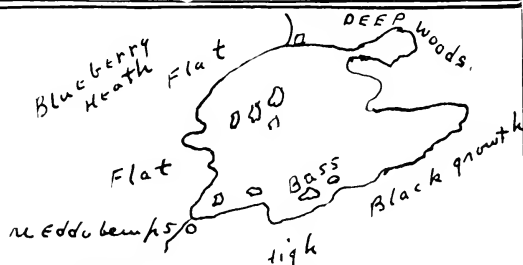 DEEP woods.
Blueberry
Heath
Flat
Flat
Bass
Black growth
Meddybemps
High